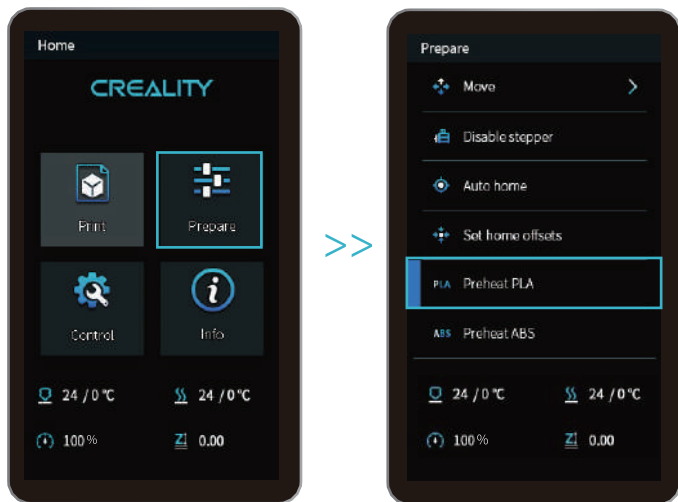 Home
CREALITY
Print
Prepare
Control
Info
24 / 0 ℃
24 / 0 ℃
100%
Z 0.00
>>
Prepare
Move >
Disable stepper
Auto home
Set home offsets
PLA Preheat PLA
ABS Preheat ABS
24 / 0 ℃
24 / 0 ℃
100%
Z 0.00